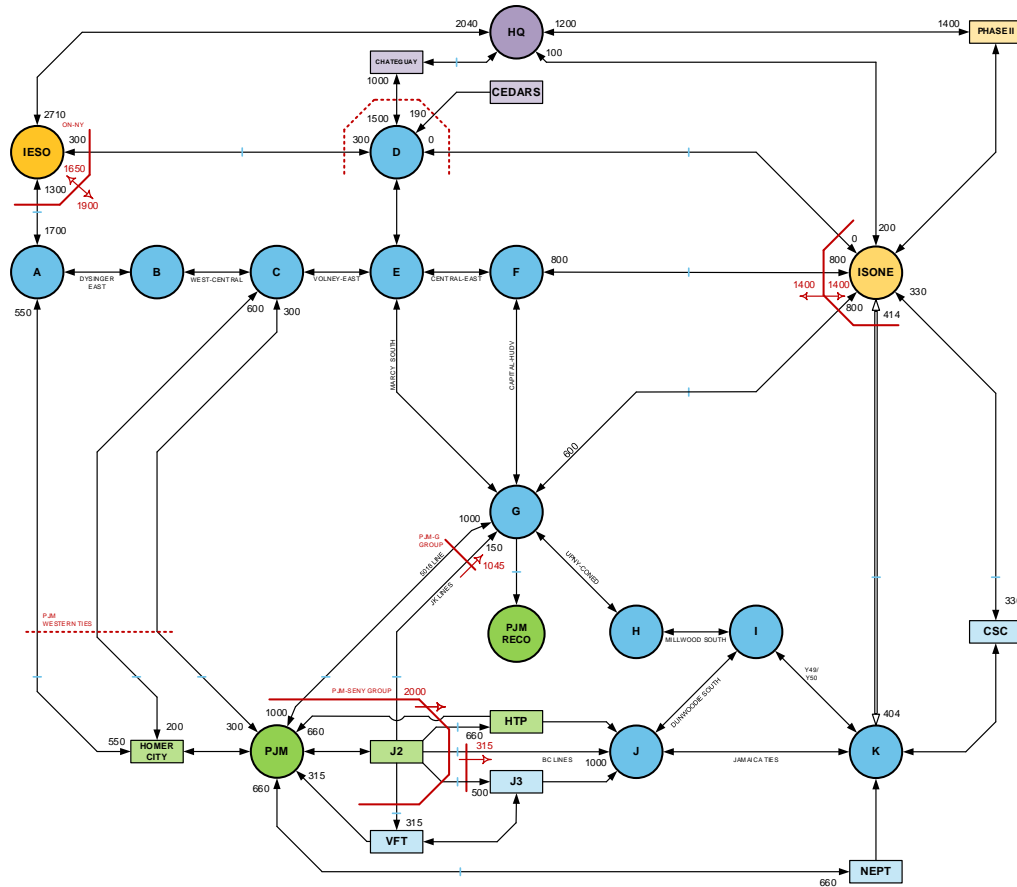 2040
HQ
1200
1400
PHASE II
100
CHATEGUAY
1000
CEDARS
2710
ON-NY
190
1500
300
IESO
300
D
0
1650
1300
1900
1700
200
0
A
DYSINGER
EAST
B
WEST-CENTRAL
C
VOLNEY-EAST
E
CENTRAL-EAST
F
800
800
ISONE
1400
1400
330
550
600
300
800
414
MARCY SOUTH
CAPITAL-HUDV
600
G
1000
PJM-G
GROUP
150
1045
5018 LINE
JK LINES
UPNY-CONED
PJM
WESTERN TIES
PJM
RECO
H
MILLWOOD SOUTH
I
330
CSC
Y49/
Y50
DUNWOODIE SOUTH
PJM-SENY GROUP
2000
1000
660
HTP
404
200
300
660
550
HOMER
CITY
PJM
J2
315
BC LINES
1000
J
JAMAICA TIES
K
660
315
500
J3
315
VFT
NEPT
660